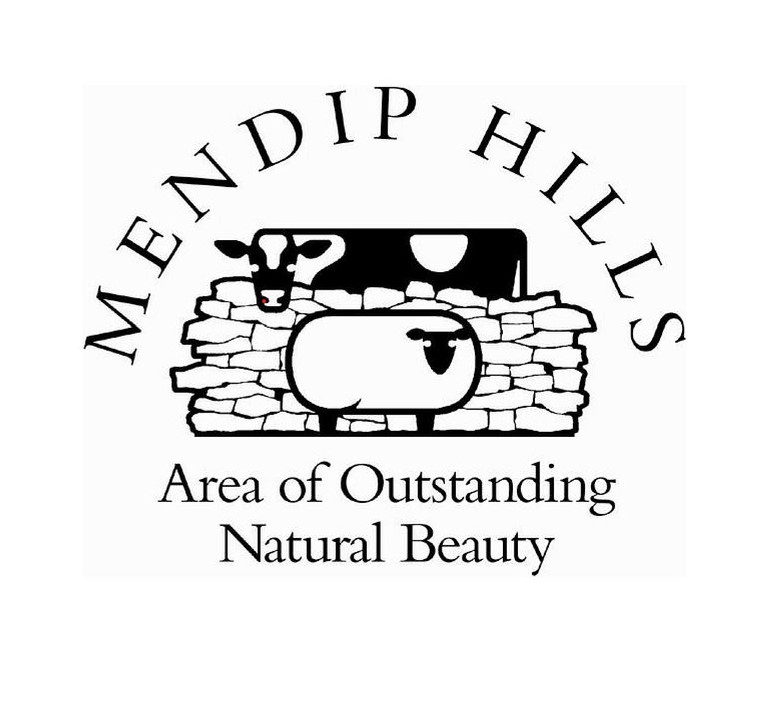 MENDIP HILLS
Area of Outstanding
Natural Beauty